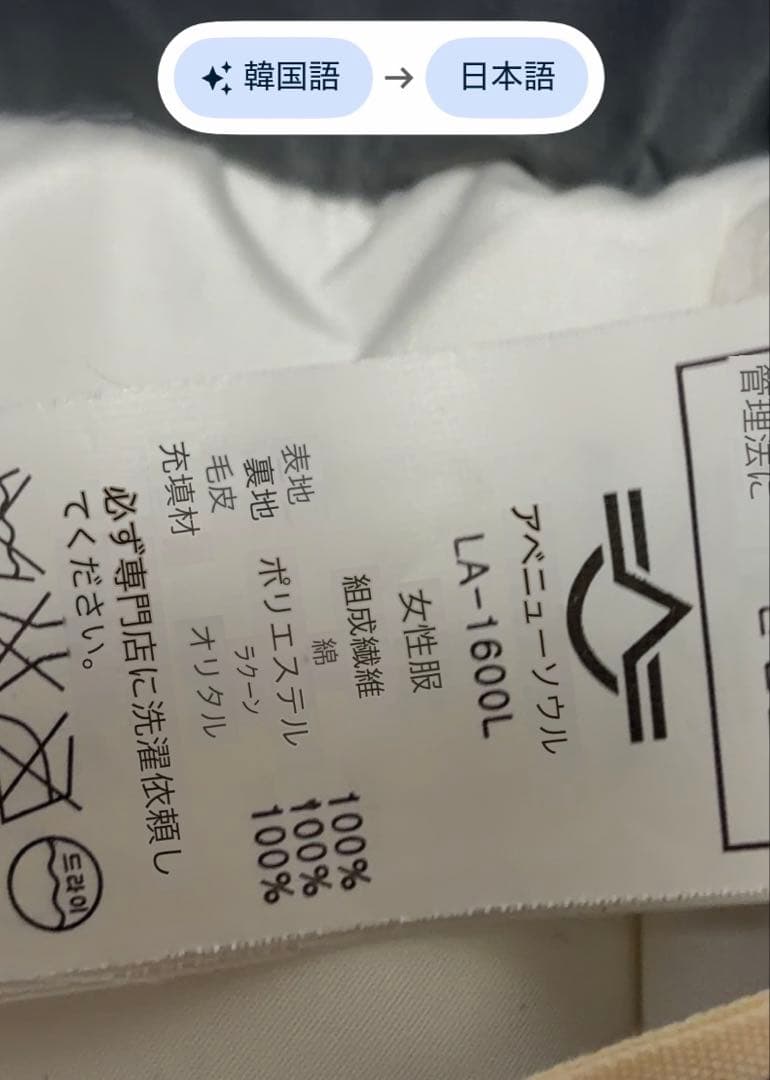 韓国語 → 日本語
管理法に
アベニューソウル
LA-1600L
女性服
組成繊維
表地 綿 100%
裏地 ポリエステル 100%
毛皮 ラクーン 100%
充填材 オリタル
必ず専門店に洗濯依頼し
てください。
드라이